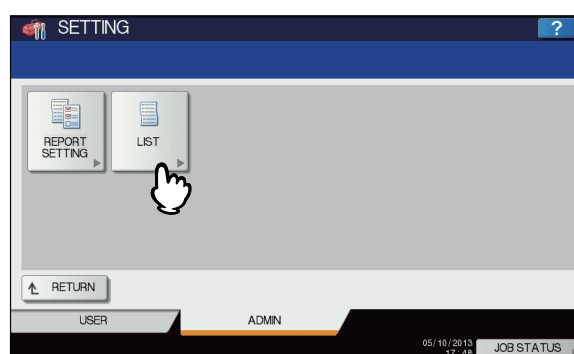 SETTING
?
REPORT
SETTING
LIST
RETURN
USER
ADMIN
05/10/2013
17:48
JOB STATUS